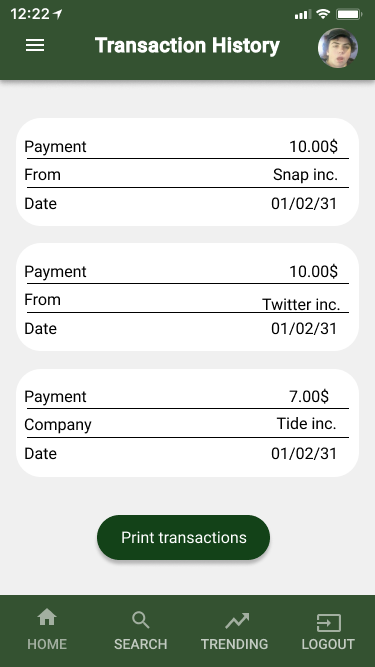 12:22
Transaction History
Payment 10.00$
From Snap inc.
Date 01/02/31
Payment 10.00$
From Twitter inc.
Date 01/02/31
Payment 7.00$
Company Tide inc.
Date 01/02/31
Print transactions
HOME SEARCH TRENDING LOGOUT